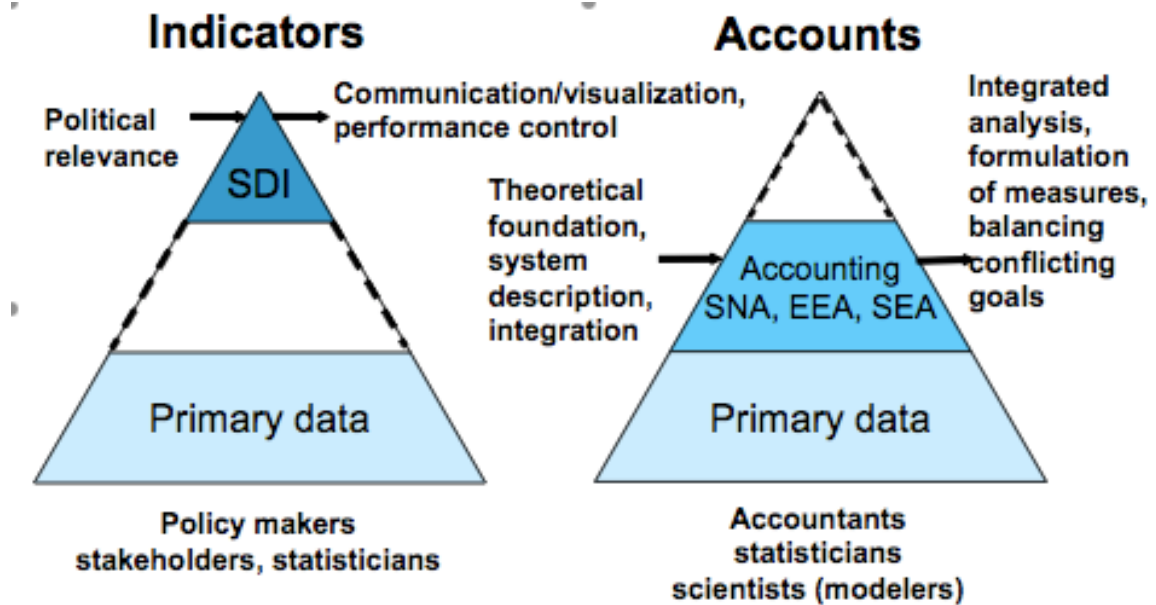 Indicators
Political
relevance
Communication/visualization,
performance control
SDI
Primary data
Policy makers
stakeholders, statisticians
Accounts
Theoretical
foundation,
system
description,
integration
Integrated
analysis,
formulation
of measures,
balancing
conflicting
goals
Accounting
SNA, EEA, SEA
Primary data
Accountants
statisticians
scientists (modelers)